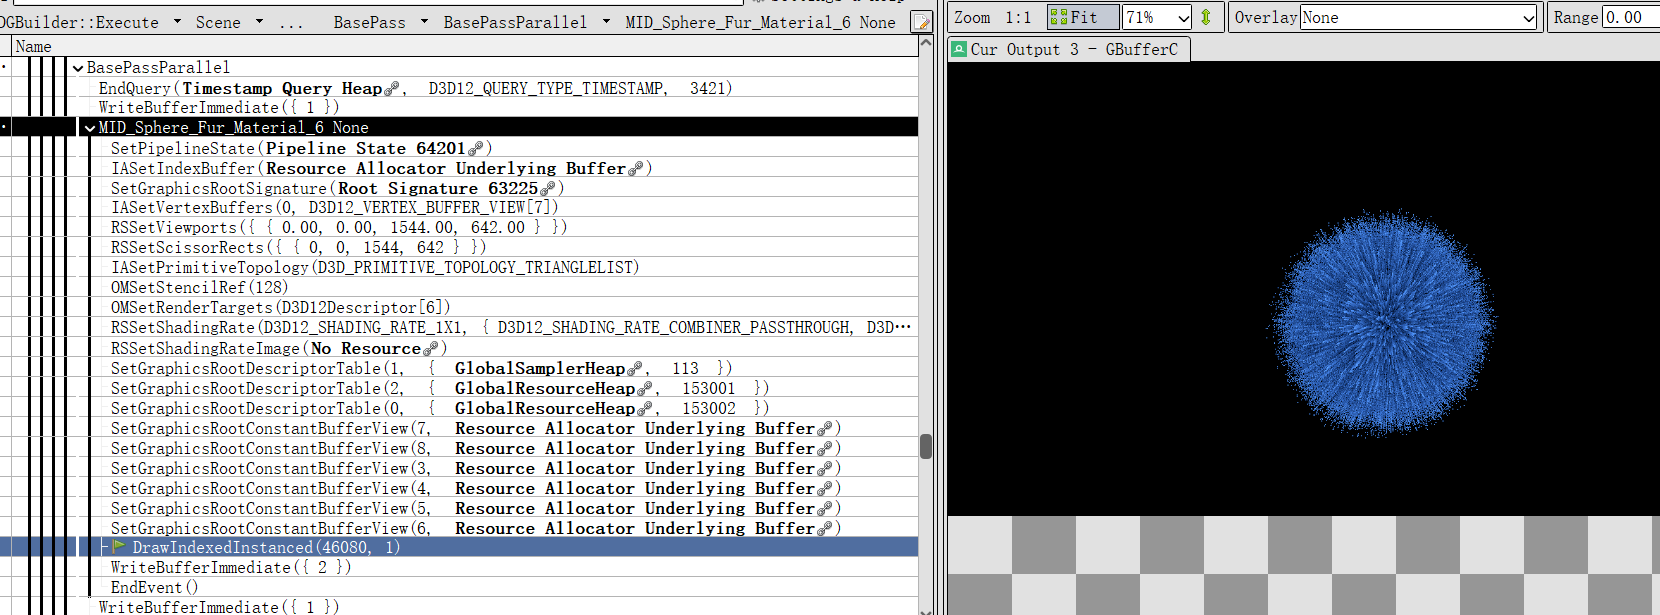 DGBuilder::Execute Scene ... BasePass BasePassParallel MID_Sphere_Fur_Material_6 None
Name
BasePassParallel
EndQuery(Timestamp Query Heap, D3D12_QUERY_TYPE_TIMESTAMP, 3421)
WriteBufferImmediate({ 1 })
MID_Sphere_Fur_Material_6 None
SetPipelineState(Pipeline State 64201)
IASetIndexBuffer(Resource Allocator Underlying Buffer)
SetGraphicsRootSignature(Root Signature 63225)
IASetVertexBuffers(0, D3D12_VERTEX_BUFFER_VIEW[7])
RSSetViewports({ { 0.00, 0.00, 1544.00, 642.00 } })
RSSetScissorRects({ { 0, 0, 1544, 642 } })
IASetPrimitiveTopology(D3D_PRIMITIVE_TOPOLOGY_TRIANGLELIST)
OMSetStencilRef(128)
OMSetRenderTargets(D3D12Descriptor[6])
RSSetShadingRate(D3D12_SHADING_RATE_1X1, { D3D12_SHADING_RATE_COMBINER_PASSTHROUGH, D3D...
RSSetShadingRateImage(No Resource)
SetGraphicsRootDescriptorTable(1, { GlobalSamplerHeap, 113 })
SetGraphicsRootDescriptorTable(2, { GlobalResourceHeap, 153001 })
SetGraphicsRootDescriptorTable(0, { GlobalResourceHeap, 153002 })
SetGraphicsRootConstantBufferView(7, Resource Allocator Underlying Buffer)
SetGraphicsRootConstantBufferView(8, Resource Allocator Underlying Buffer)
SetGraphicsRootConstantBufferView(3, Resource Allocator Underlying Buffer)
SetGraphicsRootConstantBufferView(4, Resource Allocator Underlying Buffer)
SetGraphicsRootConstantBufferView(5, Resource Allocator Underlying Buffer)
SetGraphicsRootConstantBufferView(6, Resource Allocator Underlying Buffer)
DrawIndexedInstanced(46080, 1)
WriteBufferImmediate({ 2 })
EndEvent()
WriteBufferImmediate({ 1 })
Zoom 1:1 Fit 71% Overlay None Range 0.00
Cur Output 3 - GBufferC